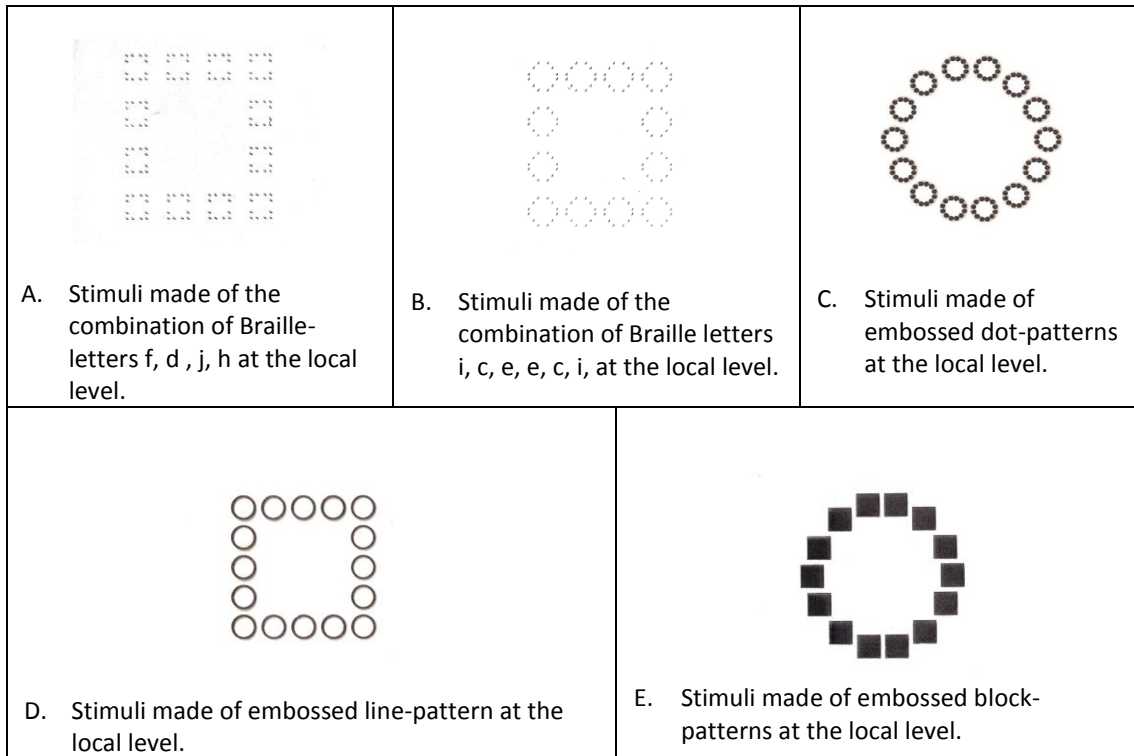 A. Stimuli made of the
combination of Braille-
letters f, d , j, h at the local
level.
B. Stimuli made of the
combination of Braille letters
i, c, e, e, c, i, at the local level.
C. Stimuli made of
embossed dot-patterns
at the local level.
D. Stimuli made of embossed line-pattern at the
local level.
E. Stimuli made of embossed block-
patterns at the local level.